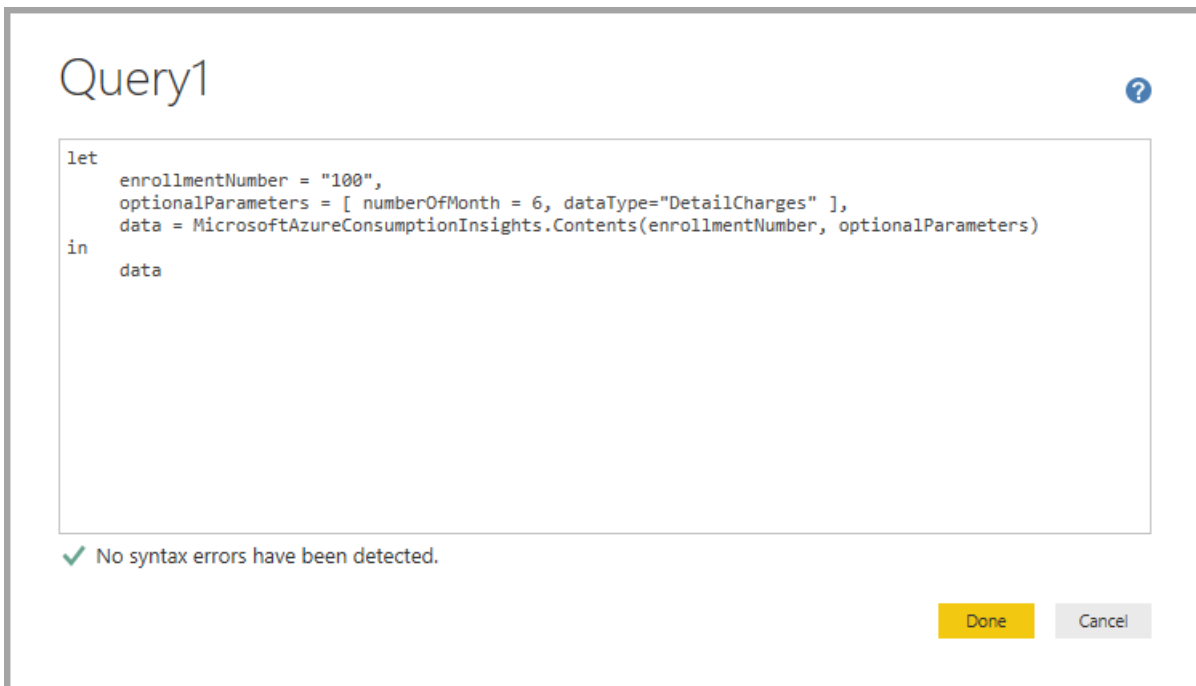 Query1
?
let
enrollmentNumber = "100",
optionalParameters = [ numberOfMonth = 6, dataType="DetailCharges" ],
data = MicrosoftAzureConsumptionInsights.Contents(enrollmentNumber, optionalParameters)
in
data
No syntax errors have been detected.
Done Cancel